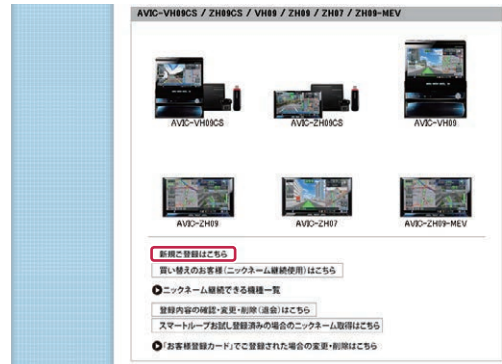 AVIC-VH09CS / ZH09CS / VH09 / ZH09 / ZH07 / ZH09-MEV
AVIC-VH09CS
AVIC-ZH09CS
AVIC-VH09
AVIC-ZH09
AVIC-ZH07
AVIC-ZH09-MEV
新規ご登録はこちら
買い替えのお客様(ニックネーム継続使用)はこちら
ニックネーム継続できる機種一覧
登録内容の確認・変更・削除(退会)はこちら
スマートループお試し登録済みの場合のニックネーム取得はこちら
「お客様登録カード」でご登録された場合の変更・削除はこちら